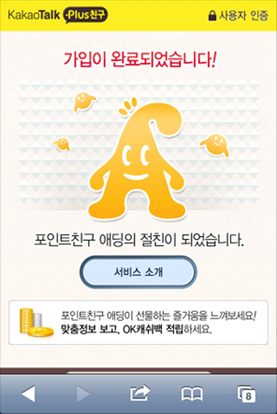 KakaoTalk Plus친구 사용자 인증
가입이 완료되었습니다!
포인트친구 애딩의 절친이 되었습니다.
서비스 소개
포인트친구 애딩이 선물하는 즐거움을 느껴보세요!
맞춤정보 보고, OK캐쉬백 적립하세요.
8